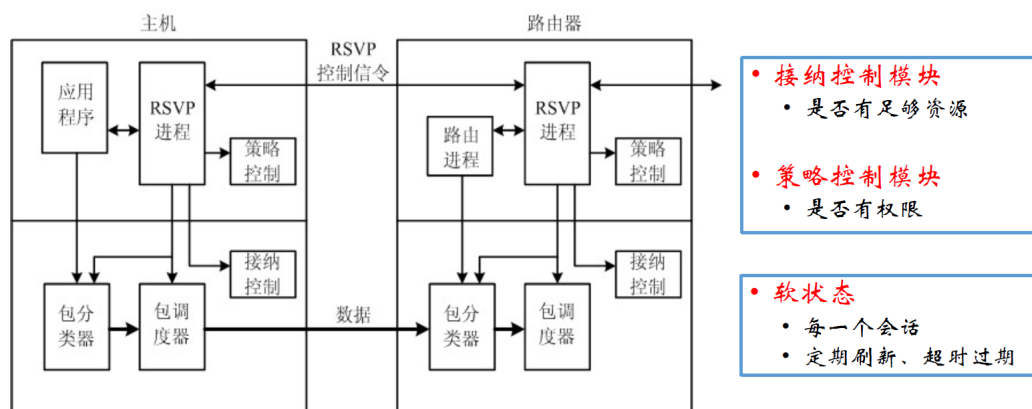 主机
路由器
RSVP
控制信令
应用
程序
RSVP
进程
策略
控制
接纳
控制
包分
类器
包调
度器
数据
路由
进程
RSVP
进程
策略
控制
接纳
控制
包分
类器
包调
度器
• 接纳控制模块
• 是否有足够资源
• 策略控制模块
• 是否有权限
• 软状态
• 每一个会话
• 定期刷新、超时过期